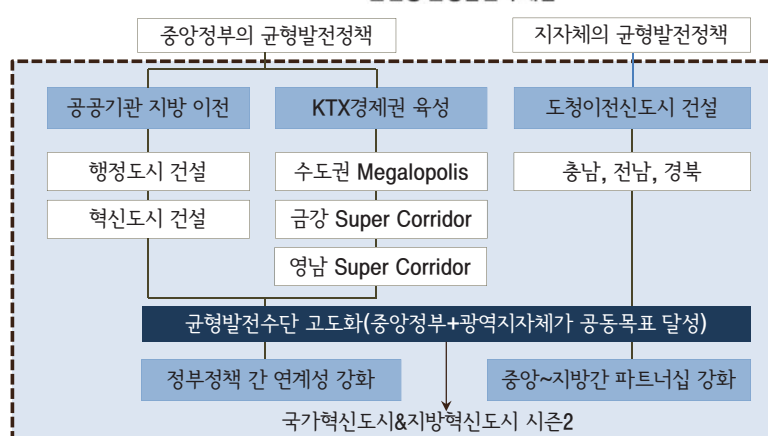 중앙정부의 균형발전정책
지자체의 균형발전정책
공공기관 지방 이전
KTX경제권 육성
도청이전신도시 건설
행정도시 건설
수도권 Megalopolis
충남, 전남, 경북
혁신도시 건설
금강 Super Corridor
영남 Super Corridor
균형발전수단 고도화(중앙정부+광역지자체가 공동목표 달성)
정부정책 간 연계성 강화
중앙~지방간 파트너십 강화
국가혁신도시&지방혁신도시 시즌2